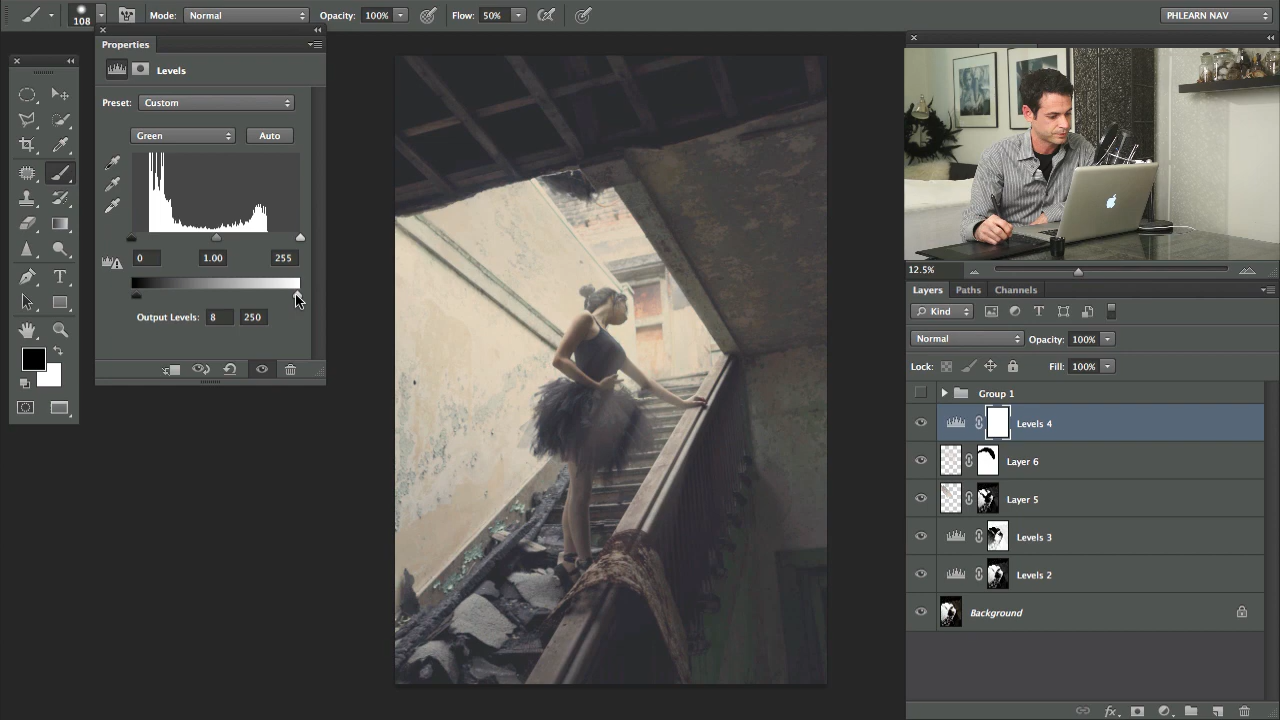 108 Mode: Normal Opacity: 100% Flow: 50% PHLEARN NAV
Properties
Levels
Preset: Custom
Green Auto
0 1.00 255
Output Levels: 8 250
12.5%
Layers Paths Channels
Kind T
Normal Opacity: 100%
Lock: Fill: 100%
Group 1
Levels 4
Layer 6
Layer 5
Levels 3
Levels 2
Background
fx